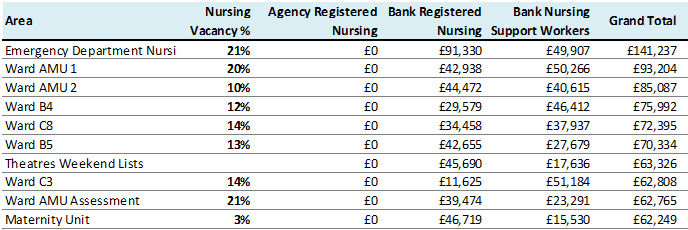 Area Nursing Vacancy % Agency Registered Nursing Bank Registered Nursing Bank Nursing Support Workers Grand Total
Emergency Department Nursi 21% £0 £91,330 £49,907 £141,237
Ward AMU 1 20% £0 £42,938 £50,266 £93,204
Ward AMU 2 10% £0 £44,472 £40,615 £85,087
Ward B4 12% £0 £29,579 £46,412 £75,992
Ward C8 14% £0 £34,458 £37,937 £72,395
Ward B5 13% £0 £42,655 £27,679 £70,334
Theatres Weekend Lists £0 £45,690 £17,636 £63,326
Ward C3 14% £0 £11,625 £51,184 £62,808
Ward AMU Assessment 21% £0 £39,474 £23,291 £62,765
Maternity Unit 3% £0 £46,719 £15,530 £62,249